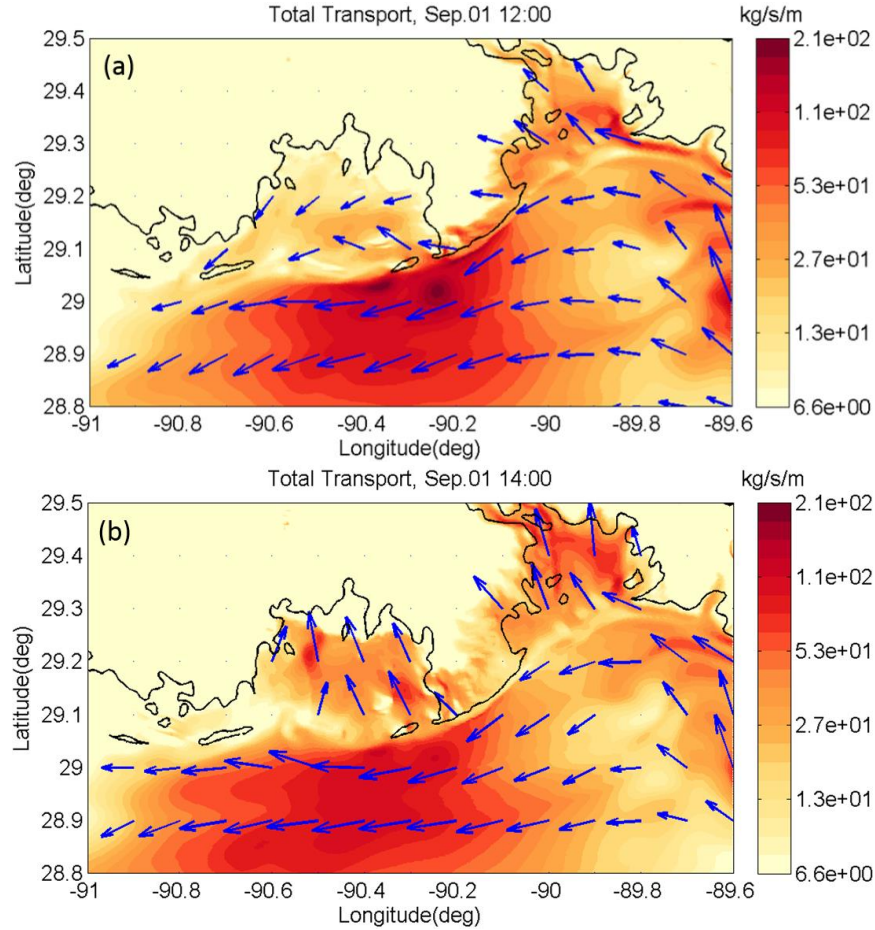 Total Transport, Sep.01 12:00 kg/s/m
(a)
29.5
29.4
29.3
29.2
29.1
29
28.9
28.8
Latitude(deg)
-91 -90.8 -90.6 -90.4 -90.2 -90 -89.8 -89.6
Longitude(deg)
2.1e+02
1.1e+02
5.3e+01
2.7e+01
1.3e+01
6.6e+00
Total Transport, Sep.01 14:00 kg/s/m
(b)
29.5
29.4
29.3
29.2
29.1
29
28.9
28.8
Latitude(deg)
-91 -90.8 -90.6 -90.4 -90.2 -90 -89.8 -89.6
Longitude(deg)
2.1e+02
1.1e+02
5.3e+01
2.7e+01
1.3e+01
6.6e+00